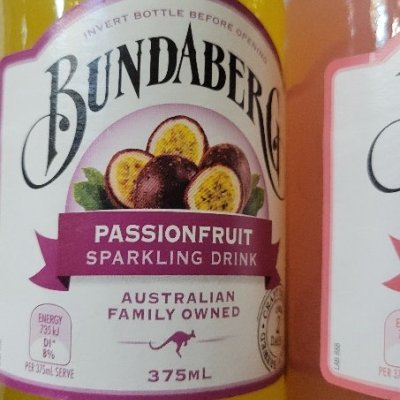 INVERT BOTTLE BEFORE OPENING
BUNDABERG
PASSIONFRUIT
SPARKLING DRINK
AUSTRALIAN
FAMILY OWNED
375mL
ENERGY
735 kJ
DI*
8%
PER 375mL SERVE